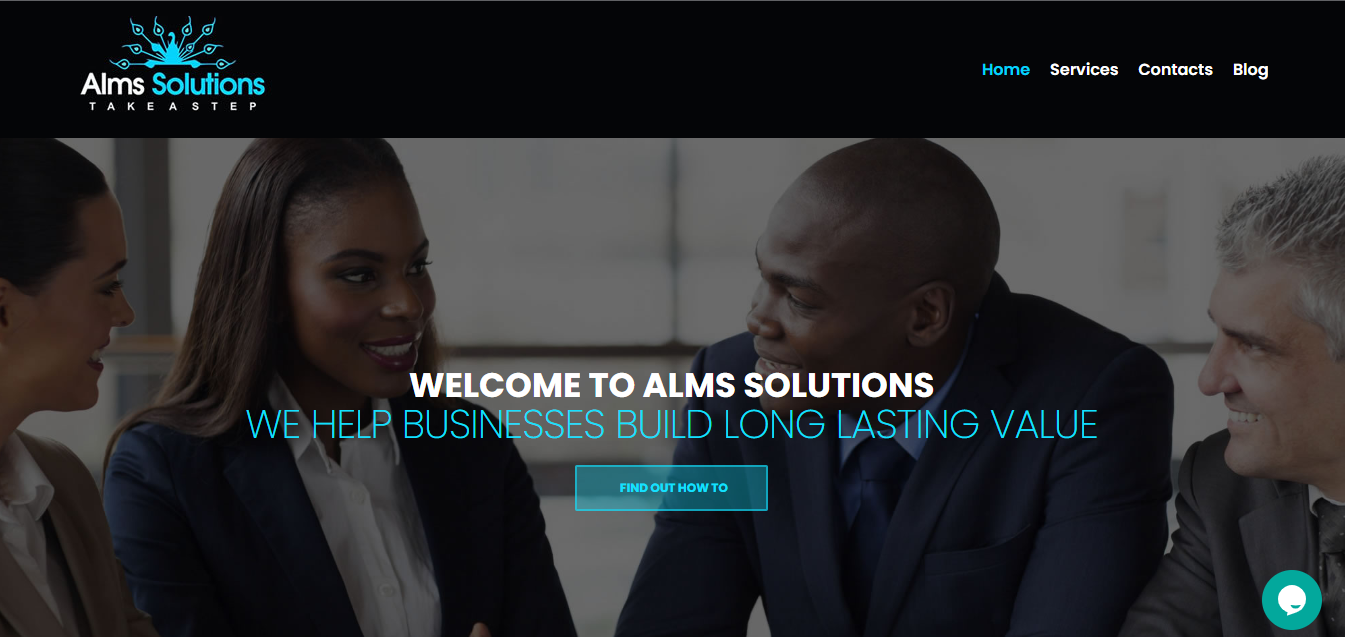 Alms Solutions
TAKE A STEP
Home Services Contacts Blog
WELCOME TO ALMS SOLUTIONS
WE HELP BUSINESSES BUILD LONG LASTING VALUE
FIND OUT HOW TO